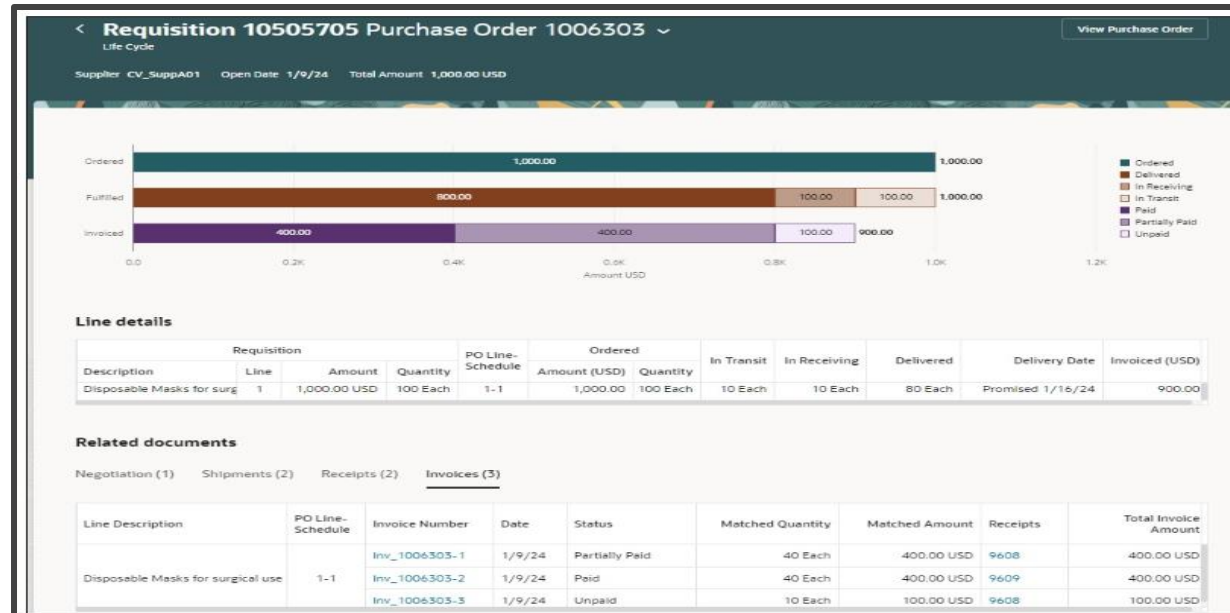 Requisition 10505705 Purchase Order 1006303
View Purchase Order
Life Cycle
Supplier CV_SuppA01 Open Date 1/9/24 Total Amount 1,000.00 USD
Ordered 1,000.00 1,000.00
Fulfilled 800.00 100.00 100.00 1,000.00
Invoiced 400.00 400.00 100.00 900.00
0.0 0.2K 0.4K 0.6K 0.8K 1.0K 1.2K
Amount USD
Ordered
Delivered
In Receiving
In Transit
Paid
Partially Paid
Unpaid
Line details
Requisition PO Line-Schedule Ordered In Transit In Receiving Delivered Delivery Date Invoiced (USD)
Description Line Amount Quantity Amount (USD) Quantity
Disposable Masks for surg 1 1,000.00 USD 100 Each 1-1 1,000.00 100 Each 10 Each 10 Each 80 Each Promised 1/16/24 900.00
Related documents
Negotiation (1) Shipments (2) Receipts (2) Invoices (3)
Line Description PO Line-Schedule Invoice Number Date Status Matched Quantity Matched Amount Receipts Total Invoice Amount
Inv_1006303-1 1/9/24 Partially Paid 40 Each 400.00 USD 9608 400.00 USD
Disposable Masks for surgical use 1-1 Inv_1006303-2 1/9/24 Paid 40 Each 400.00 USD 9609 400.00 USD
Inv_1006303-3 1/9/24 Unpaid 10 Each 100.00 USD 9608 100.00 USD